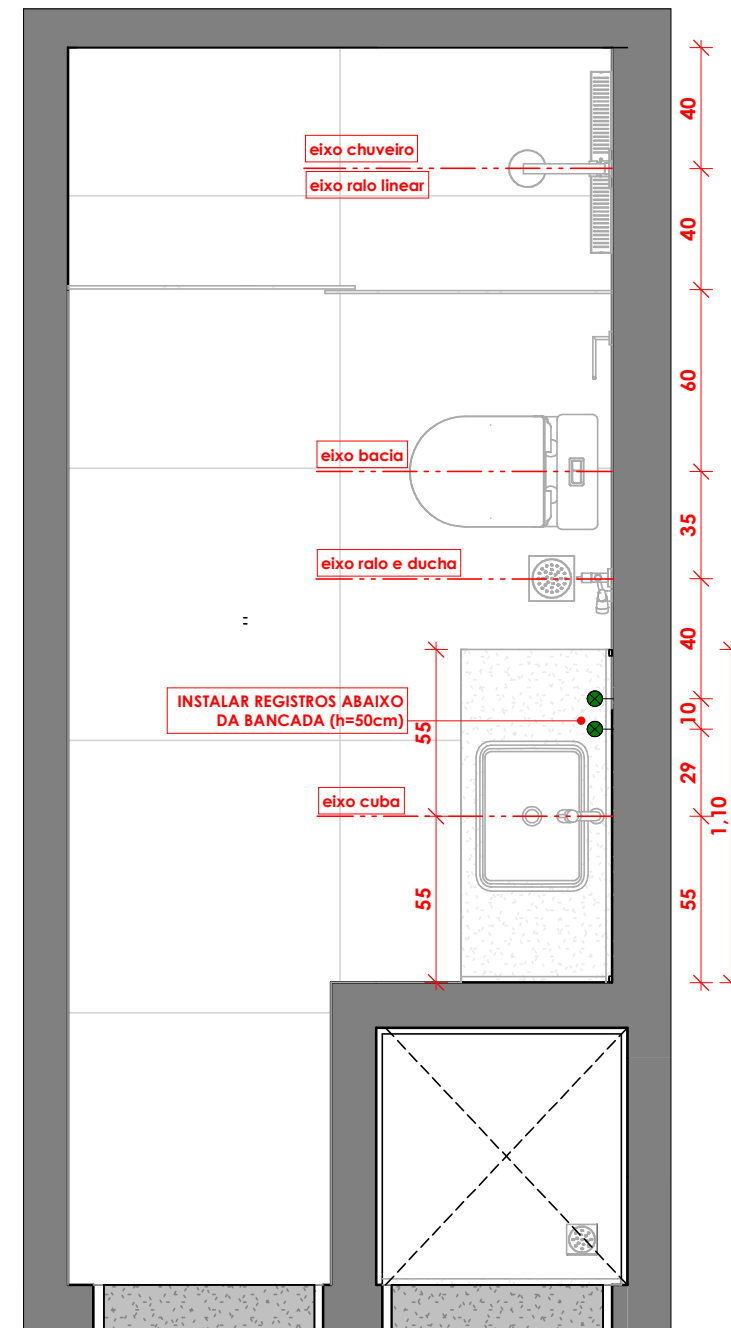 40
eixo chuveiro
eixo ralo linear
40
60
eixo bacia
35
eixo ralo e ducha
40
INSTALAR REGISTROS ABAIXO
DA BANCADA (h=50cm)
55
10
29
eixo cuba
1,10
55
55